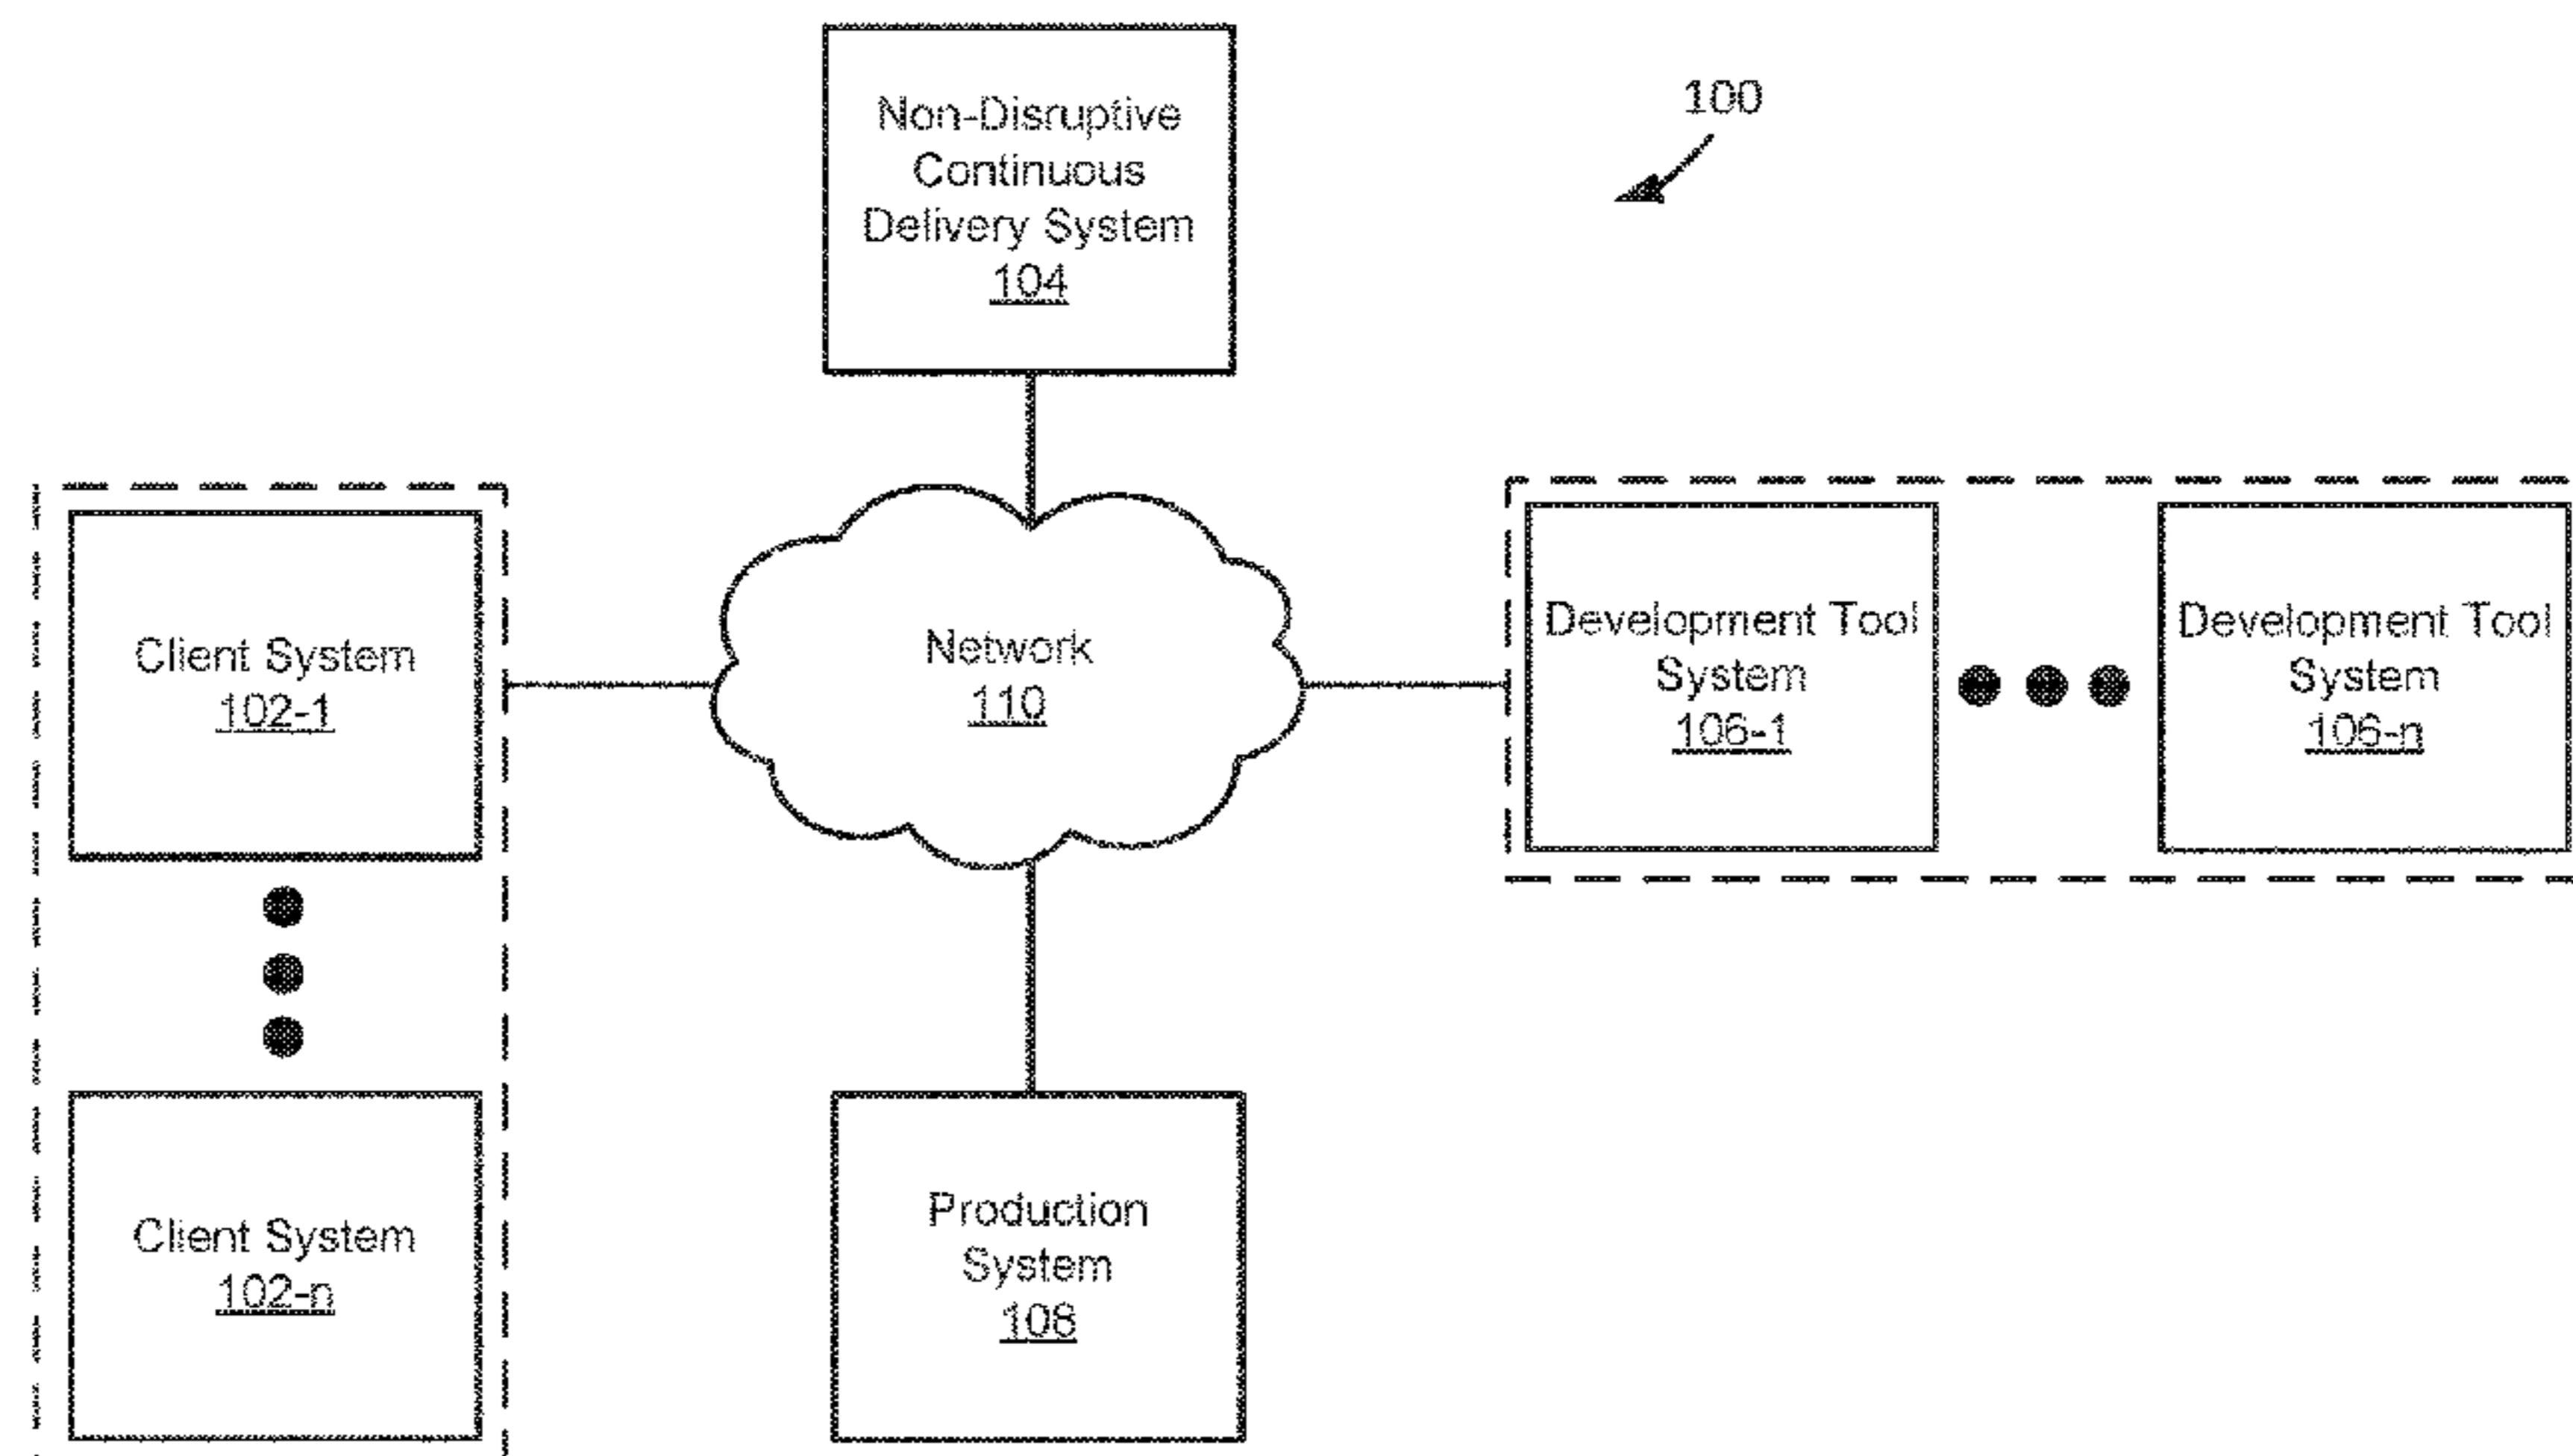 Non-Disruptive
Continuous
Delivery System
104
100
Client System
102-1
Network
110
Development Tool
System
106-1
Development Tool
System
106-n
Client System
102-n
Production
System
108